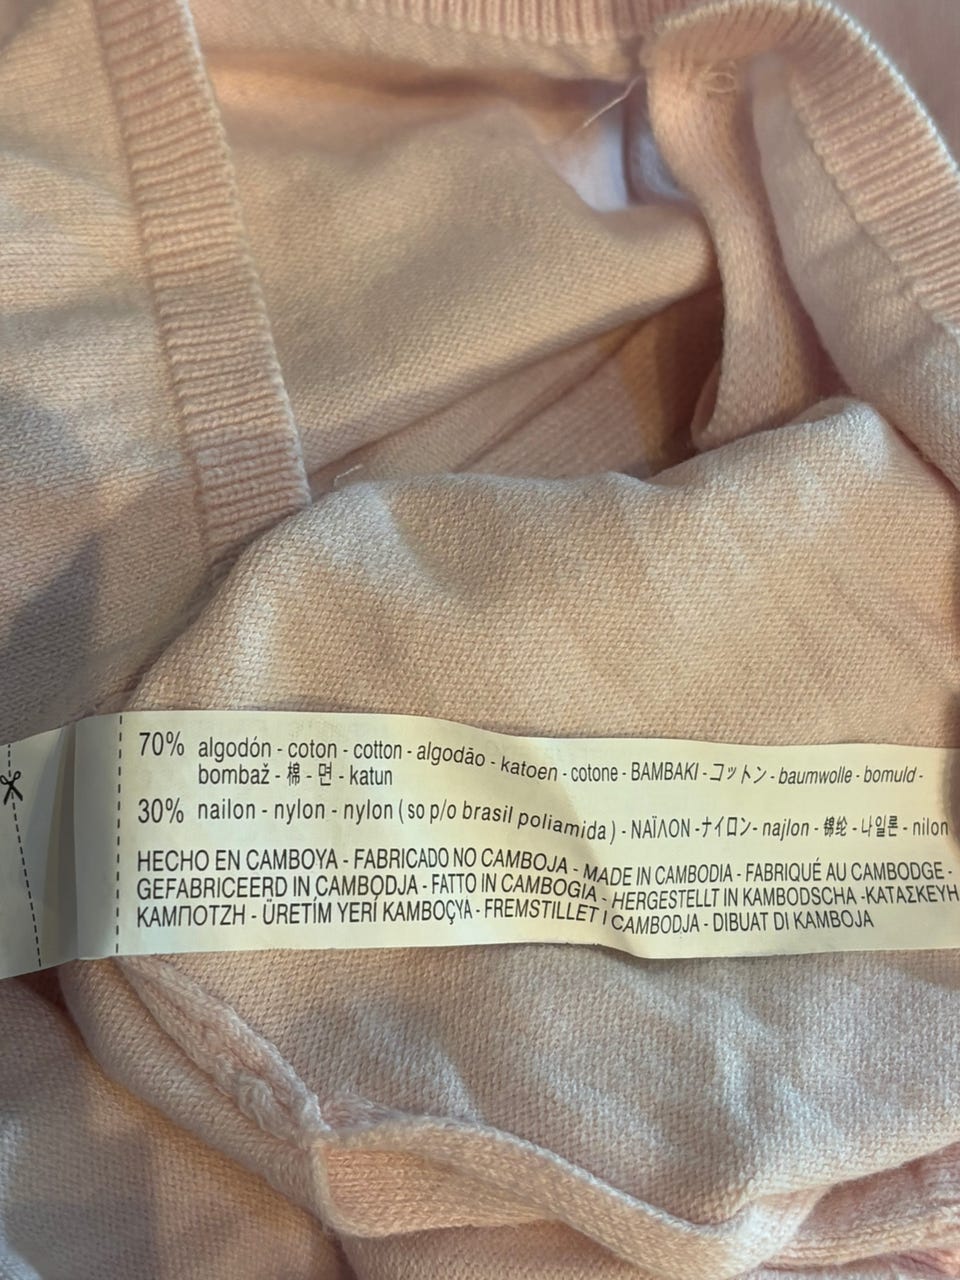 70% algodón - coton - cotton - algodão - katoen - cotone - BAMBAKI - コットン - baumwolle - bomuld -
bombaž - 棉 - 면 - katun
30% nailon - nylon - nylon ( so p/o brasil poliamida ) - NAÏΛON - ナイロン - najlon - 锦纶 - 나일론 - nilon
HECHO EN CAMBOYA - FABRICADO NO CAMBOJA - MADE IN CAMBODIA - FABRIQUÉ AU CAMBODGE -
GEFABRICEERD IN CAMBODJA - FATTO IN CAMBOGIA - HERGESTELLT IN KAMBODSCHA - ΚΑΤΑΣΚΕΥΗ
ΚΑΜΠΟΤΖΗ - ÜRETÍM YERÍ KAMBOÇYA - FREMSTILLET I CAMBODJA - DIBUAT DI KAMBOJA